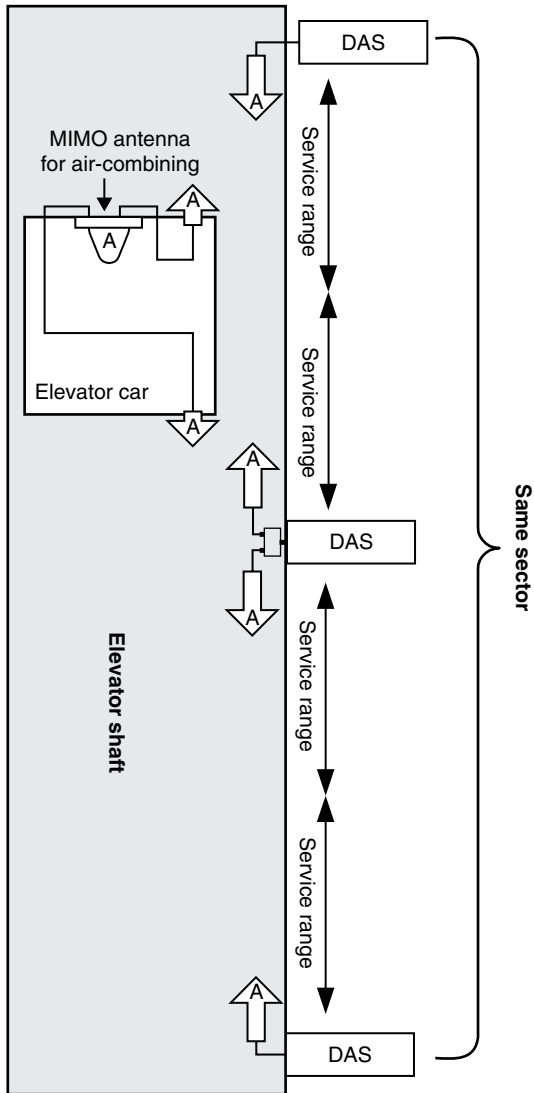 DAS
A
Service range
MIMO antenna
for air-combining
A
A
Elevator car
A
Service range
A
DAS
A
Same sector
Elevator shaft
Service range
Service range
A
DAS